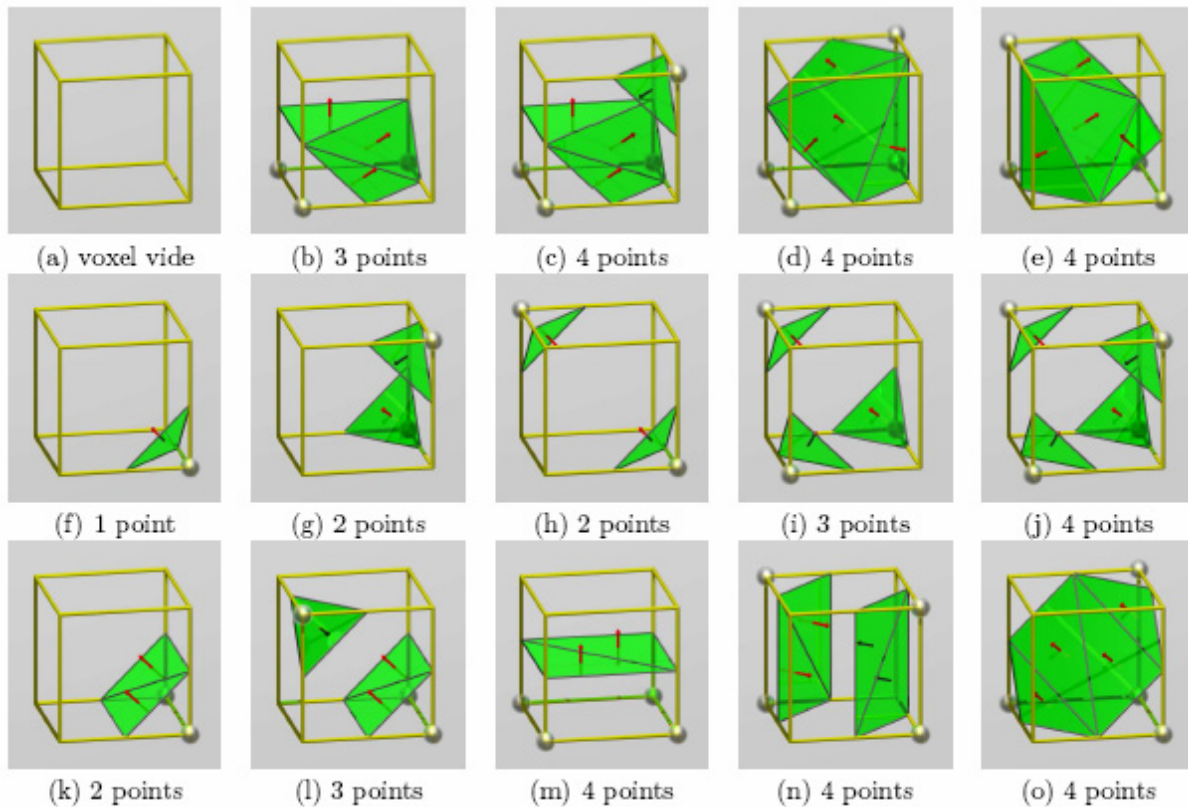 (a) voxel vide (b) 3 points (c) 4 points (d) 4 points (e) 4 points
(f) 1 point (g) 2 points (h) 2 points (i) 3 points (j) 4 points
(k) 2 points (l) 3 points (m) 4 points (n) 4 points (o) 4 points